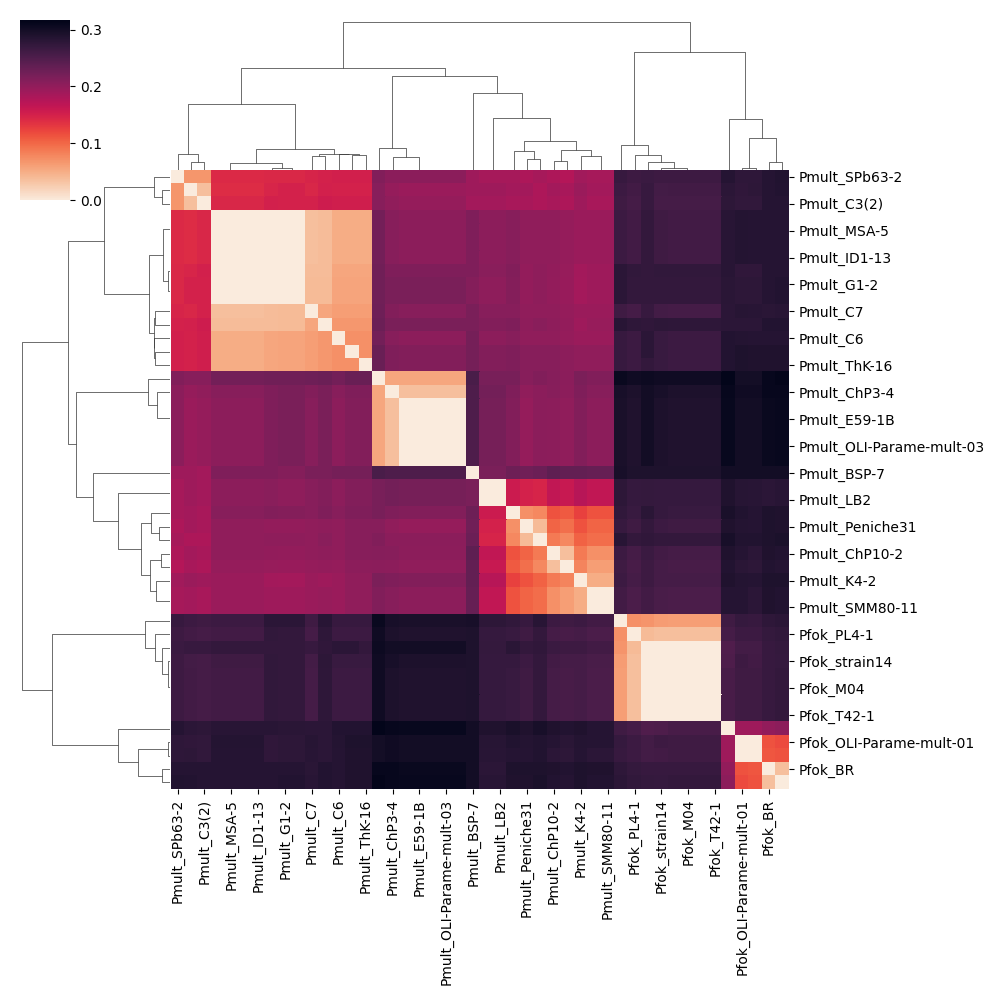 0.3
0.2
0.1
0.0
Pmult_SPb63-2
Pmult_C3(2)
Pmult_MSA-5
Pmult_ID1-13
Pmult_G1-2
Pmult_C7
Pmult_C6
Pmult_ThK-16
Pmult_ChP3-4
Pmult_E59-1B
Pmult_OLI-Parame-mult-03
Pmult_BSP-7
Pmult_LB2
Pmult_Peniche31
Pmult_ChP10-2
Pmult_K4-2
Pmult_SMM80-11
Pfok_PL4-1
Pfok_strain14
Pfok_M04
Pfok_T42-1
Pfok_OLI-Parame-mult-01
Pfok_BR
Pmult_SPb63-2
Pmult_C3(2)
Pmult_MSA-5
Pmult_ID1-13
Pmult_G1-2
Pmult_C7
Pmult_C6
Pmult_ThK-16
Pmult_ChP3-4
Pmult_E59-1B
Pmult_OLI-Parame-mult-03
Pmult_BSP-7
Pmult_LB2
Pmult_Peniche31
Pmult_ChP10-2
Pmult_K4-2
Pmult_SMM80-11
Pfok_PL4-1
Pfok_strain14
Pfok_M04
Pfok_T42-1
Pfok_OLI-Parame-mult-01
Pfok_BR